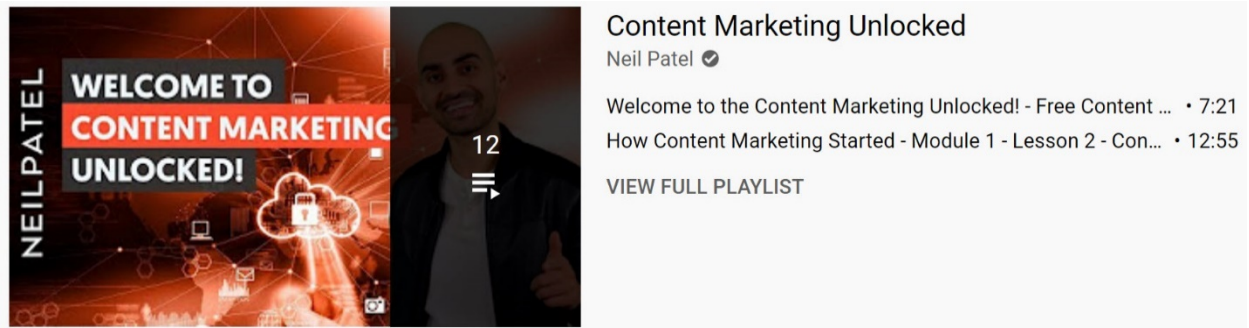 NEILPATEL
WELCOME TO
CONTENT MARKETING
UNLOCKED!
12
Content Marketing Unlocked
Neil Patel
Welcome to the Content Marketing Unlocked! - Free Content ... • 7:21
How Content Marketing Started - Module 1 - Lesson 2 - Con... • 12:55
VIEW FULL PLAYLIST